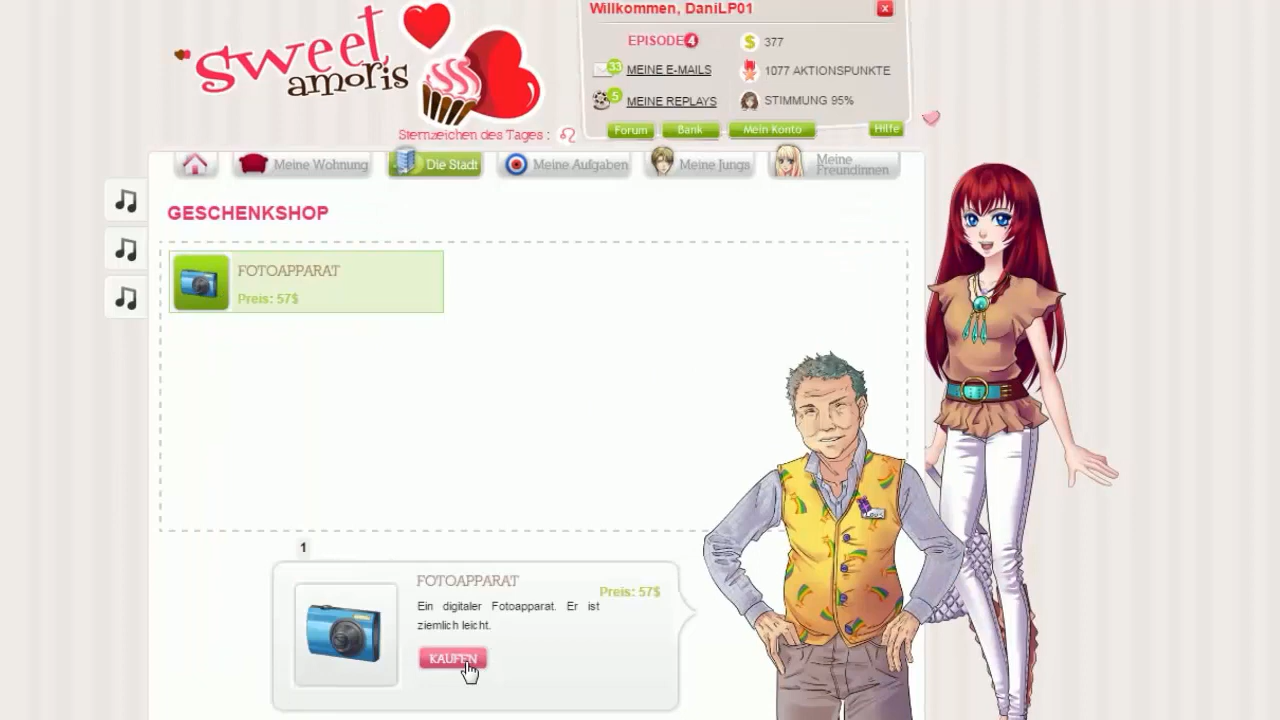 Sweet
amoris
Willkommen, DaniLP01
x
EPISODE 4
377
33
MEINE E-MAILS
1077 AKTIONSPUNKTE
5
MEINE REPLAYS
STIMMUNG 95%
Sternzeichen des Tages :
Forum
Bank
Mein Konto
Hilfe
Meine Wohnung
Die Stadt
Meine Aufgaben
Meine Jungs
Meine
Freundinnen
GESCHENKSHOP
FOTOAPPARAT
Preis: 57$
1
FOTOAPPARAT
Preis: 57$
Ein digitaler Fotoapparat. Er ist
ziemlich leicht.
KAUFEN